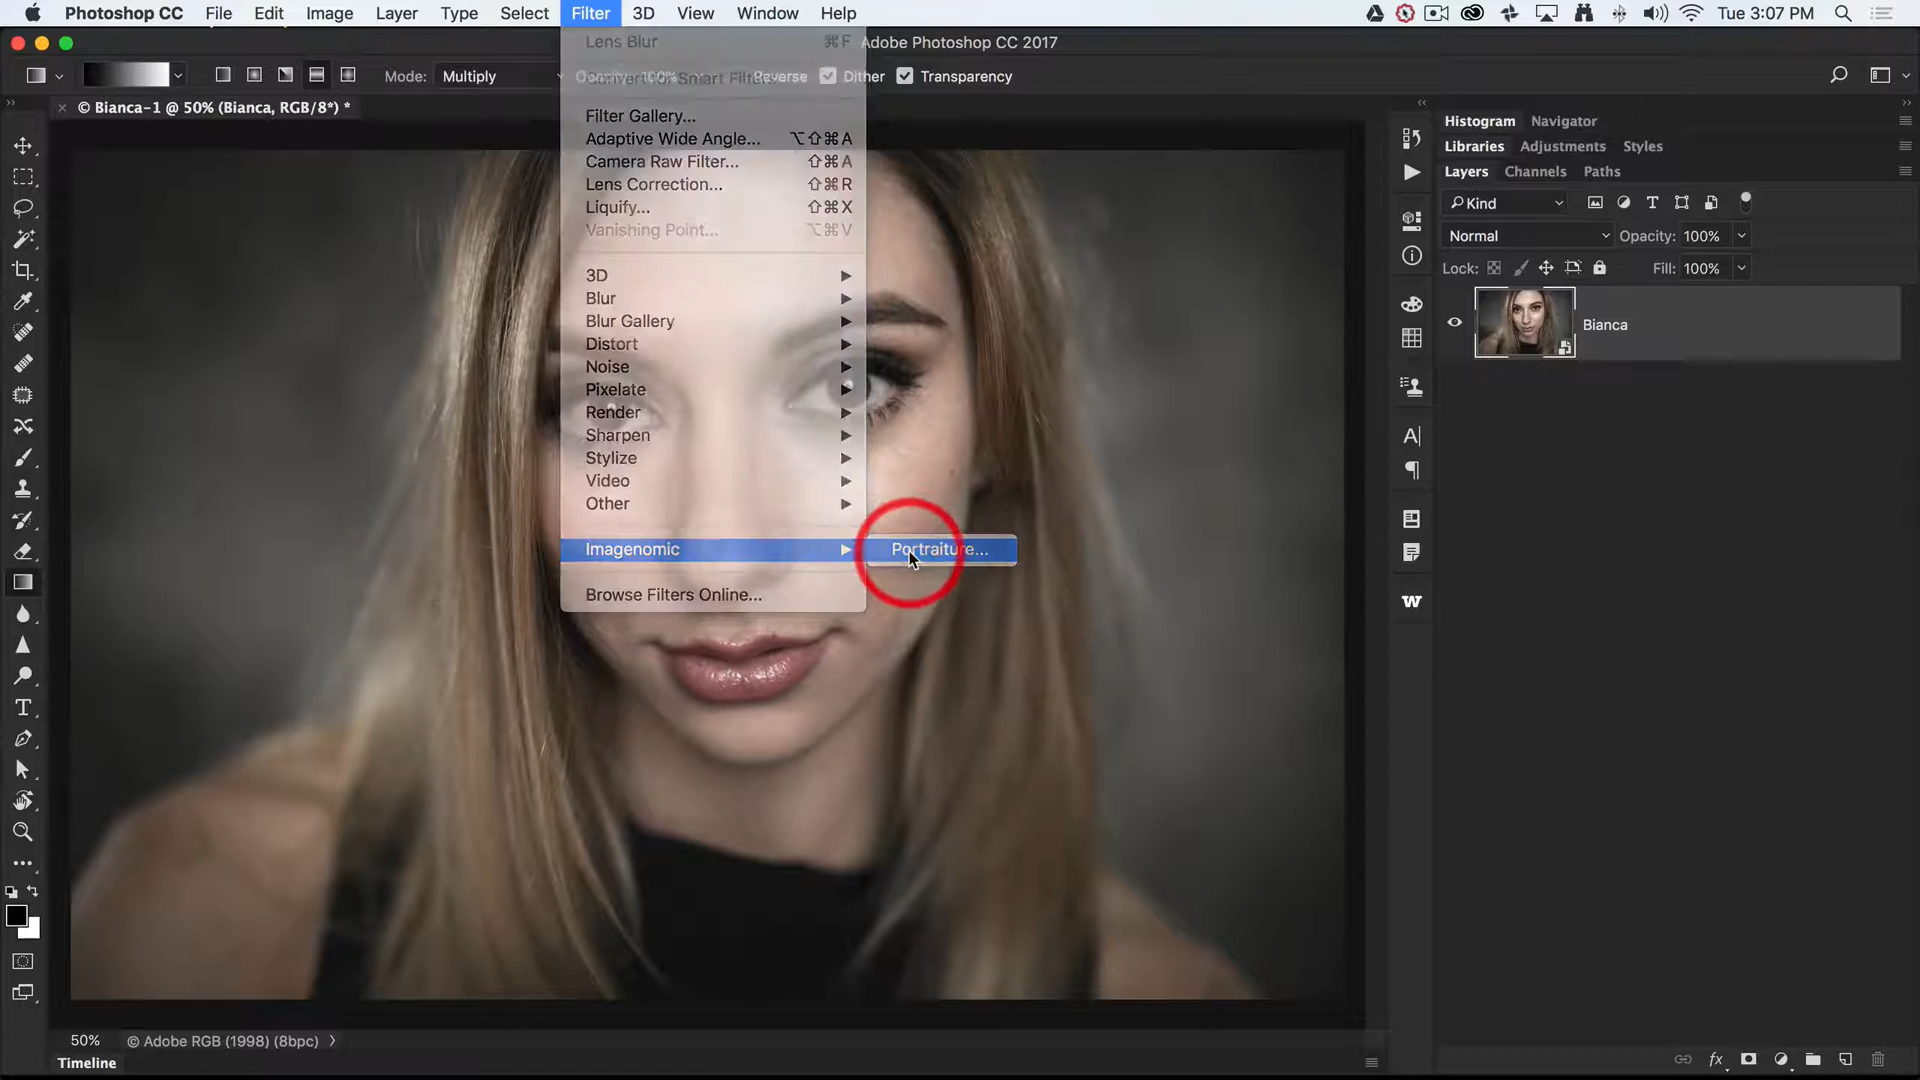 Photoshop CC File Edit Image Layer Type Select Filter 3D View Window Help Tue 3:07 PM
Lens Blur ⌘F Adobe Photoshop CC 2017
Mode: Multiply Opacity: 100% Reverse Dither Transparency
Convert for Smart Filters
© Bianca-1 @ 50% (Bianca, RGB/8*) *
Filter Gallery...
Adaptive Wide Angle... ⌥⇧⌘A
Camera Raw Filter... ⇧⌘A
Lens Correction... ⇧⌘R
Liquify... ⇧⌘X
Vanishing Point... ⌥⌘V
3D
Blur
Blur Gallery
Distort
Noise
Pixelate
Render
Sharpen
Stylize
Video
Other
Imagenomic Portraiture...
Browse Filters Online...
Histogram Navigator
Libraries Adjustments Styles
Layers Channels Paths
Kind
Normal Opacity: 100%
Lock: Fill: 100%
Bianca
50% © Adobe RGB (1998) (8bpc)
Timeline